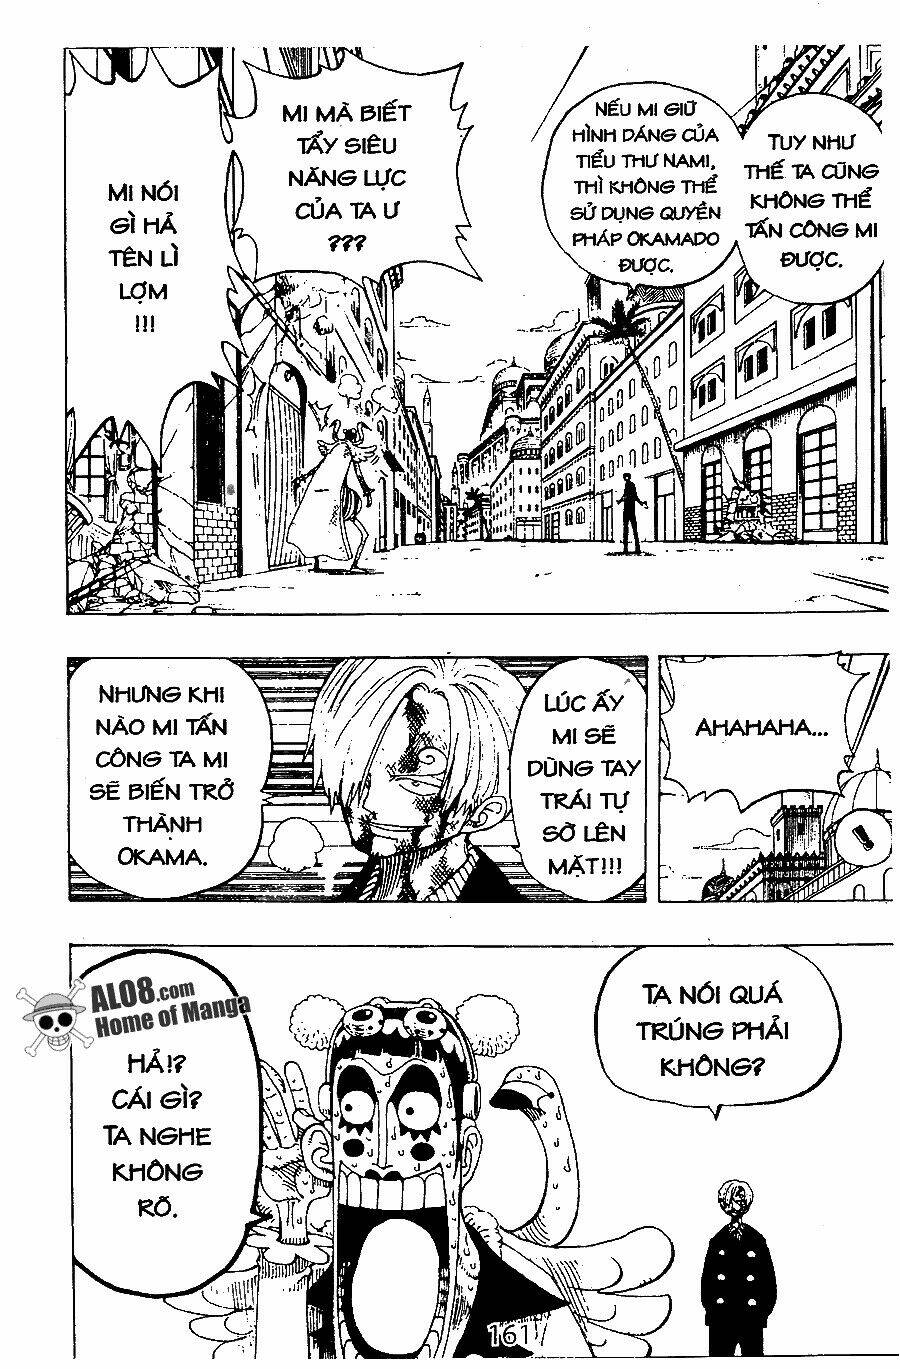 TUY NHƯ
THẾ TA CŨNG
KHÔNG THỂ
TẤN CÔNG MI
ĐƯỢC.
NẾU MI GIỮ
HÌNH DÁNG CỦA
TIỂU THƯ NAMI,
THÌ KHÔNG THỂ
SỬ DỤNG QUYỀN
PHÁP OKAMADO
ĐƯỢC.
MI MÀ BIẾT
TẨY SIÊU
NĂNG LỰC
CỦA TA Ư
???
MI NÓI
GÌ HẢ
TÊN LÌ
LỢM
!!!
AHAHAHA...
!
LÚC ẤY
MI SẼ
DÙNG TAY
TRÁI TỰ
SỜ LÊN
MẶT!!!
NHƯNG KHI
NÀO MI TẤN
CÔNG TA MI
SẼ BIẾN TRỞ
THÀNH
OKAMA.
TA NÓI QUÁ
TRÚNG PHẢI
KHÔNG?
ALO8.com
Home of Manga
HẢ!?
CÁI GÌ?
TA NGHE
KHÔNG
RÕ.
161